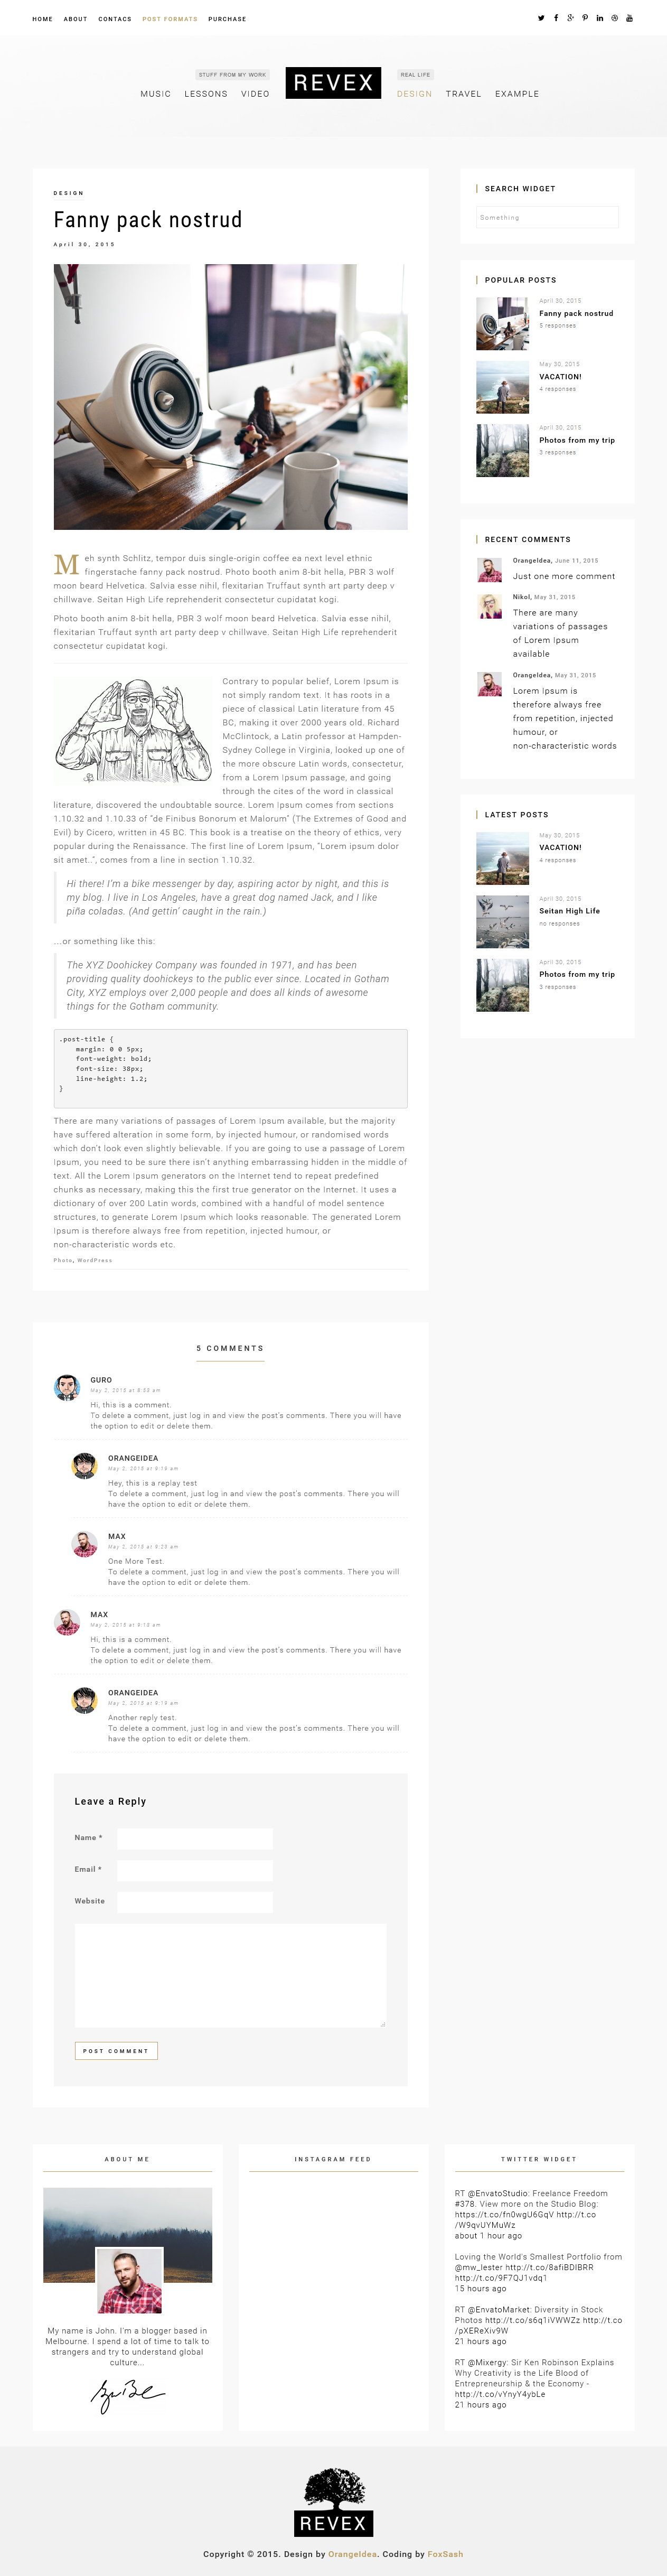 HOME ABOUT CONTACS POST FORMATS PURCHASE
STUFF FROM MY WORK
MUSIC LESSONS VIDEO
REVEX
REAL LIFE
DESIGN TRAVEL EXAMPLE
DESIGN
Fanny pack nostrud
April 30, 2015
Meh synth Schlitz, tempor duis single-origin coffee ea next level ethnic
fingerstache fanny pack nostrud. Photo booth anim 8-bit hella, PBR 3 wolf
moon beard Helvetica. Salvia esse nihil, flexitarian Truffaut synth art party deep v
chillwave. Seitan High Life reprehenderit consectetur cupidatat kogi.
Photo booth anim 8-bit hella, PBR 3 wolf moon beard Helvetica. Salvia esse nihil,
flexitarian Truffaut synth art party deep v chillwave. Seitan High Life reprehenderit
consectetur cupidatat kogi.
Contrary to popular belief, Lorem Ipsum is
not simply random text. It has roots in a
piece of classical Latin literature from 45
BC, making it over 2000 years old. Richard
McClintock, a Latin professor at Hampden-
Sydney College in Virginia, looked up one of
the more obscure Latin words, consectetur,
from a Lorem Ipsum passage, and going
through the cites of the word in classical
literature, discovered the undoubtable source. Lorem Ipsum comes from sections
1.10.32 and 1.10.33 of "de Finibus Bonorum et Malorum" (The Extremes of Good and
Evil) by Cicero, written in 45 BC. This book is a treatise on the theory of ethics, very
popular during the Renaissance. The first line of Lorem Ipsum, "Lorem ipsum dolor
sit amet..", comes from a line in section 1.10.32.
Hi there! I'm a bike messenger by day, aspiring actor by night, and this is
my blog. I live in Los Angeles, have a great dog named Jack, and I like
piña coladas. (And gettin' caught in the rain.)
...or something like this:
The XYZ Doohickey Company was founded in 1971, and has been
providing quality doohickeys to the public ever since. Located in Gotham
City, XYZ employs over 2,000 people and does all kinds of awesome
things for the Gotham community.
.post-title {
margin: 0 0 5px;
font-weight: bold;
font-size: 38px;
line-height: 1.2;
}
There are many variations of passages of Lorem Ipsum available, but the majority
have suffered alteration in some form, by injected humour, or randomised words
which don't look even slightly believable. If you are going to use a passage of Lorem
Ipsum, you need to be sure there isn't anything embarrassing hidden in the middle of
text. All the Lorem Ipsum generators on the Internet tend to repeat predefined
chunks as necessary, making this the first true generator on the Internet. It uses a
dictionary of over 200 Latin words, combined with a handful of model sentence
structures, to generate Lorem Ipsum which looks reasonable. The generated Lorem
Ipsum is therefore always free from repetition, injected humour, or
non-characteristic words etc.
Photo, WordPress
5 COMMENTS
GURO
May 2, 2015 at 8:53 am
Hi, this is a comment.
To delete a comment, just log in and view the post's comments. There you will have
the option to edit or delete them.
ORANGEIDEA
May 2, 2015 at 9:19 am
Hey, this is a replay test
To delete a comment, just log in and view the post's comments. There you will
have the option to edit or delete them.
MAX
May 2, 2015 at 9:23 am
One More Test.
To delete a comment, just log in and view the post's comments. There you will
have the option to edit or delete them.
MAX
May 2, 2015 at 9:15 am
Hi, this is a comment.
To delete a comment, just log in and view the post's comments. There you will have
the option to edit or delete them.
ORANGEIDEA
May 2, 2015 at 9:19 am
Another reply test.
To delete a comment, just log in and view the post's comments. There you will
have the option to edit or delete them.
Leave a Reply
Name *
Email *
Website
POST COMMENT
SEARCH WIDGET
Something
POPULAR POSTS
April 30, 2015
Fanny pack nostrud
5 responses
May 30, 2015
VACATION!
4 responses
April 30, 2015
Photos from my trip
3 responses
RECENT COMMENTS
OrangeIdea, June 11, 2015
Just one more comment
Nikol, May 31, 2015
There are many
variations of passages
of Lorem Ipsum
available
OrangeIdea, May 31, 2015
Lorem Ipsum is
therefore always free
from repetition, injected
humour, or
non-characteristic words
LATEST POSTS
May 30, 2015
VACATION!
4 responses
April 30, 2015
Seitan High Life
no responses
April 30, 2015
Photos from my trip
3 responses
ABOUT ME
My name is John. I'm a blogger based in
Melbourne. I spend a lot of time to talk to
strangers and try to understand global
culture...
INSTAGRAM FEED
TWITTER WIDGET
RT @EnvatoStudio: Freelance Freedom
#378. View more on the Studio Blog:
https://t.co/fn0wgU6GqV http://t.co
/W9qvUYMuWz
about 1 hour ago
Loving the World's Smallest Portfolio from
@mw_lester http://t.co/8afiBDIBRR
http://t.co/9F7QJ1vdq1
15 hours ago
RT @EnvatoMarket: Diversity in Stock
Photos http://t.co/s6q1iVWWZz http://t.co
/pXEReXiv9W
21 hours ago
RT @Mixergy: Sir Ken Robinson Explains
Why Creativity is the Life Blood of
Entrepreneurship & the Economy -
http://t.co/vYnyY4ybLe
21 hours ago
REVEX
Copyright © 2015. Design by OrangeIdea. Coding by FoxSash